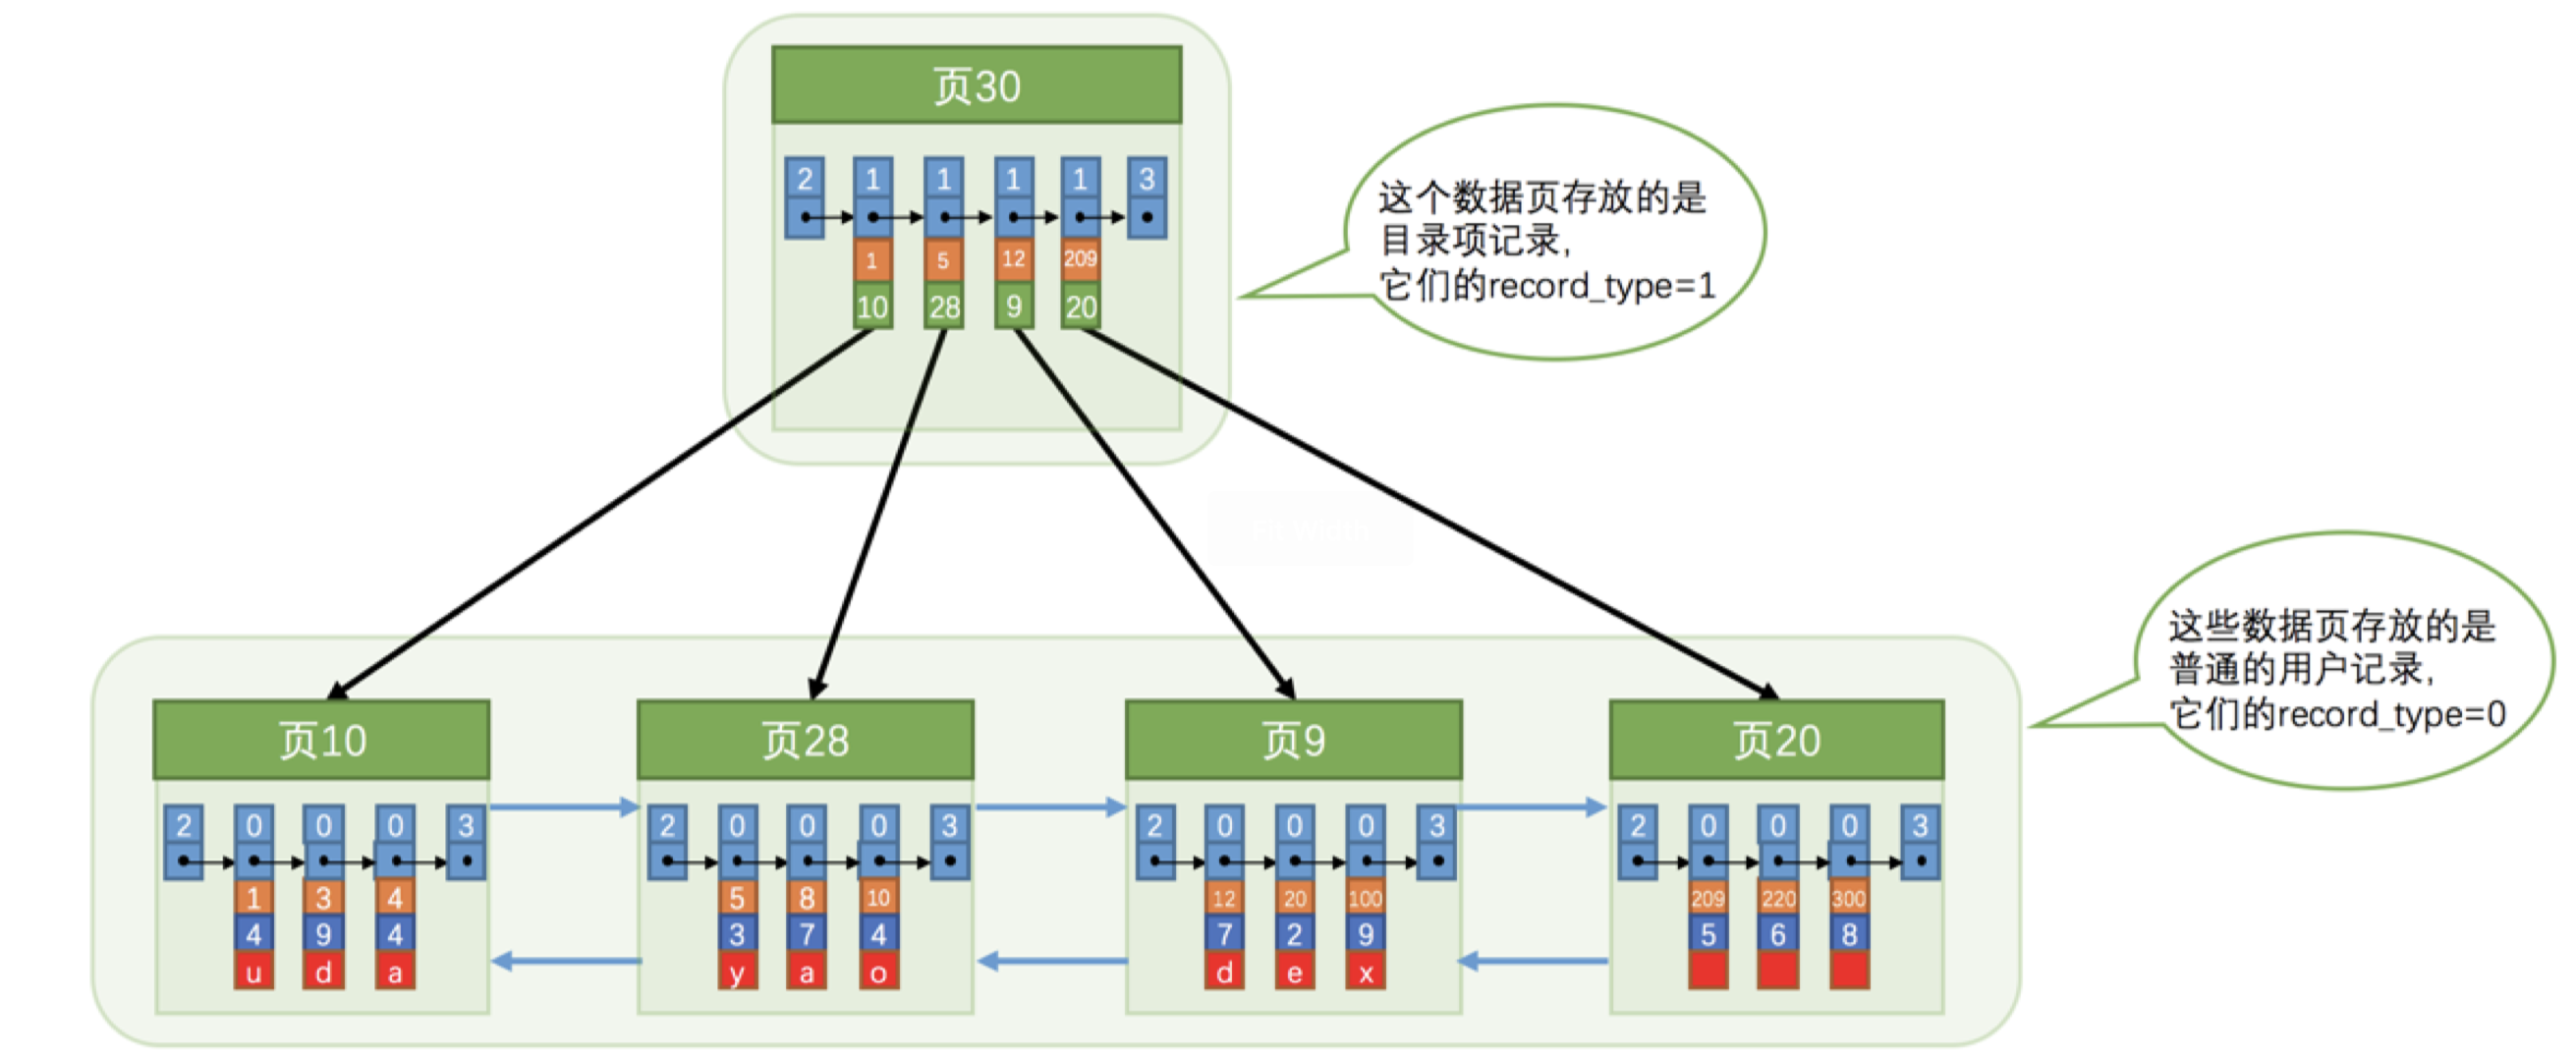 页30
2 1 1 1 1 3
1 5 12 209
10 28 9 20
这个数据页存放的是
目录项记录,
它们的record_type=1
这些数据页存放的是
普通的用户记录,
它们的record_type=0
页10
2 0 0 0 3
1 3 4
4 9 4
u d a
页28
2 0 0 0 3
5 8 10
3 7 4
y a o
页9
2 0 0 0 3
12 20 100
7 2 9
d e x
页20
2 0 0 0 3
209 220 300
5 6 8